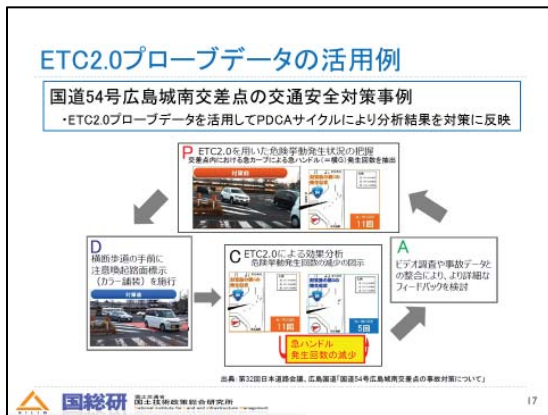 ETC2.0プローブデータの活用例
国道54号広島城南交差点の交通安全対策事例
・ETC2.0プローブデータを活用してPDCAサイクルにより分析結果を対策に反映
P ETC2.0を用いた危険挙動発生状況の把握
交差点内における急カーブによる急ハンドル(=横G)発生回数を抽出
対策前
11回
D
横断歩道の手前に
注意喚起路面標示
(カラー舗装)を施行
対策後
C ETC2.0による効果分析
危険挙動発生回数の減少の図示
11回
5回
急ハンドル
発生回数の減少
A
ビデオ調査や事故データと
の整合により、より詳細な
フィードバックを検討
出典:第32回日本道路会議、広島国道「国道54号広島城南交差点の事故対策について」
国総研
国土交通省
国土技術政策総合研究所
National Institute for Land and Infrastructure Management
17